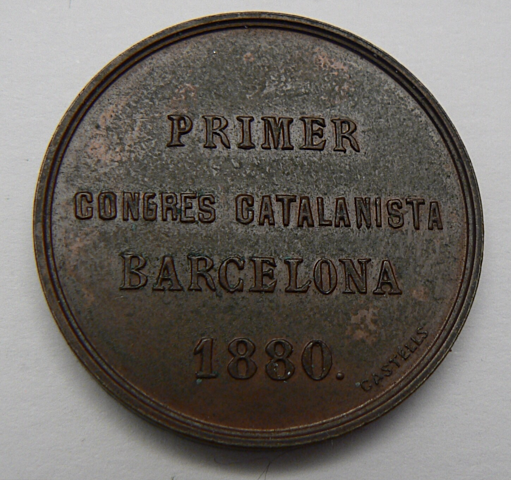 PRIMER
CONGRES CATALANISTA
BARCELONA
1880.
CASTELLS